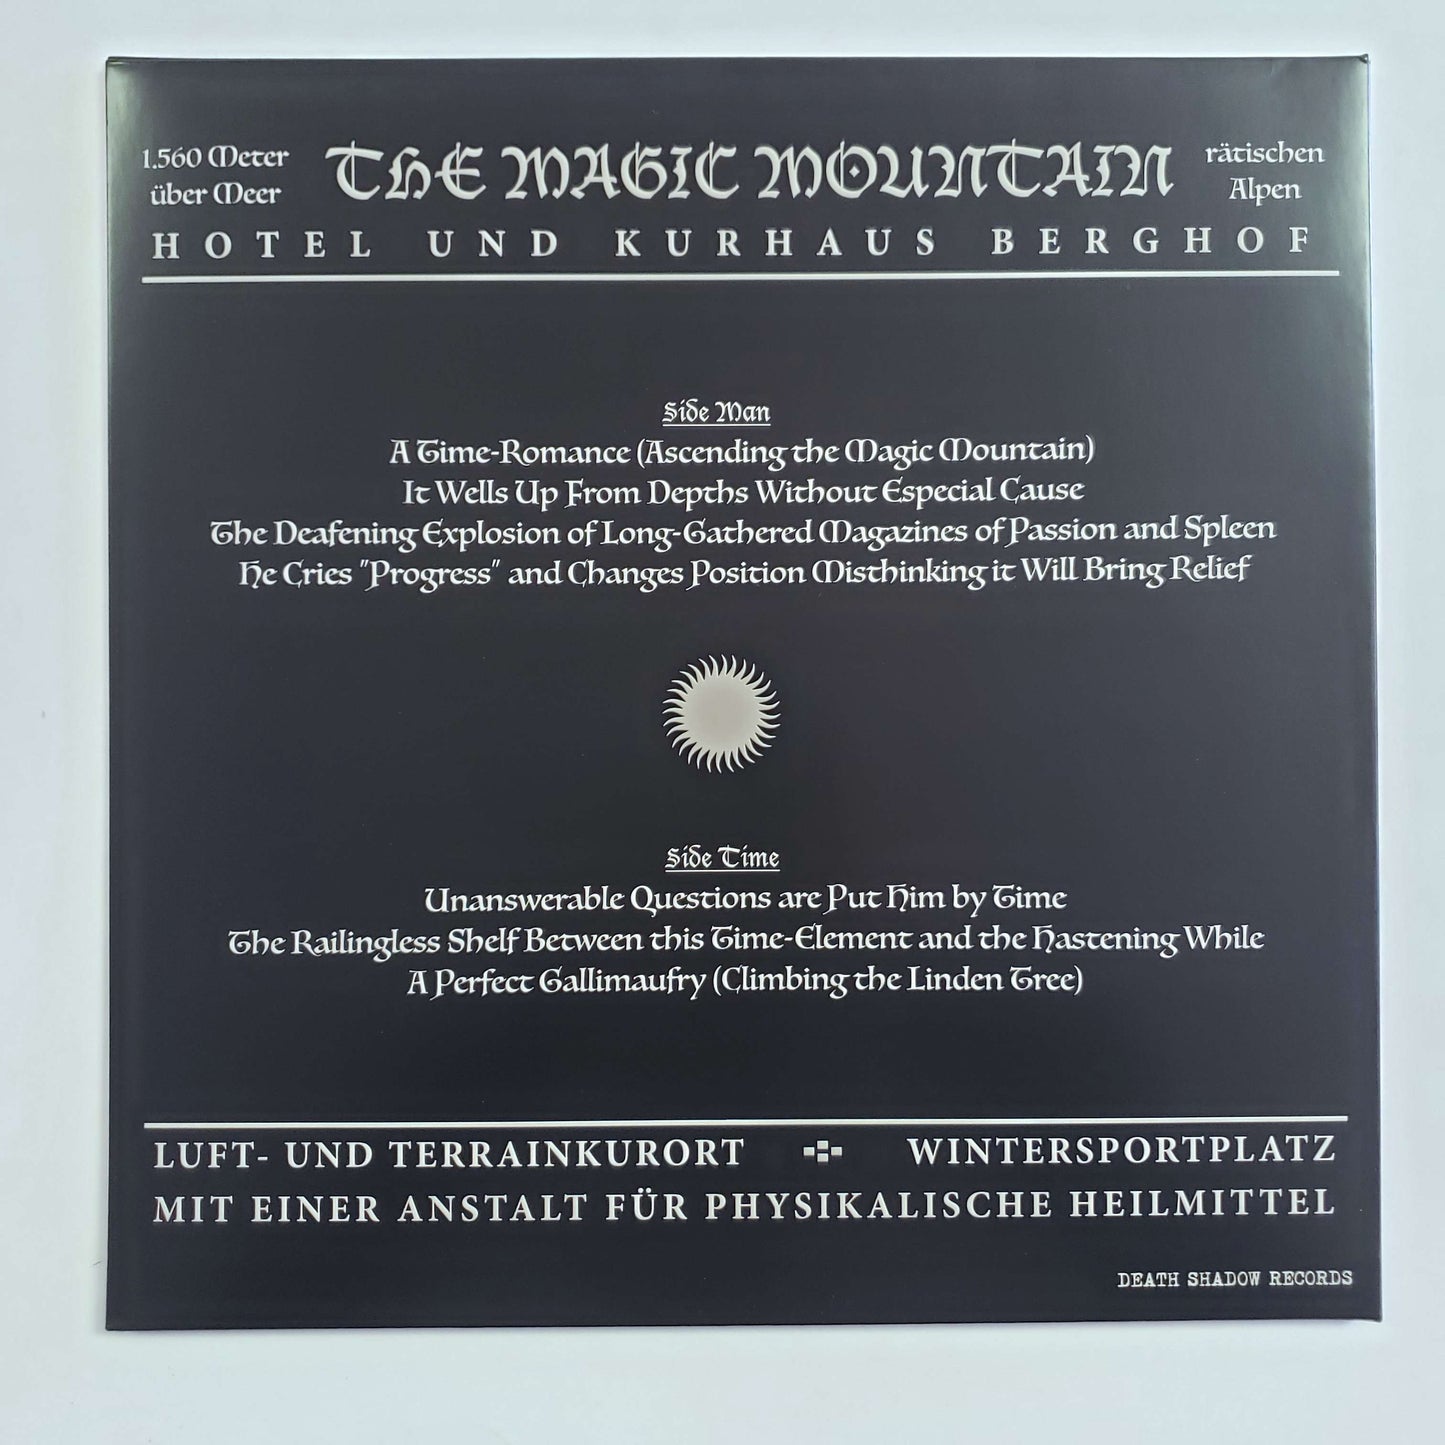 1.560 Meter
über Meer
THE MAGIC MOUNTAIN
rätischen
Alpen
HOTEL UND KURHAUS BERGHOF
Side Man
A Time-Romance (Ascending the Magic Mountain)
It Wells Up From Depths Without Especial Cause
The Deafening Explosion of Long-Gathered Magazines of Passion and Spleen
He Cries "Progress" and Changes Position Misthinking it Will Bring Relief
Side Time
Unanswerable Questions are Put Him by Time
The Railingless Shelf Between this Time-Element and the Hastening While
A Perfect Gallimaufry (Climbing the Linden Tree)
LUFT- UND TERRAINKURORT WINTERSPORTPLATZ
MIT EINER ANSTALT FÜR PHYSIKALISCHE HEILMITTEL
DEATH SHADOW RECORDS